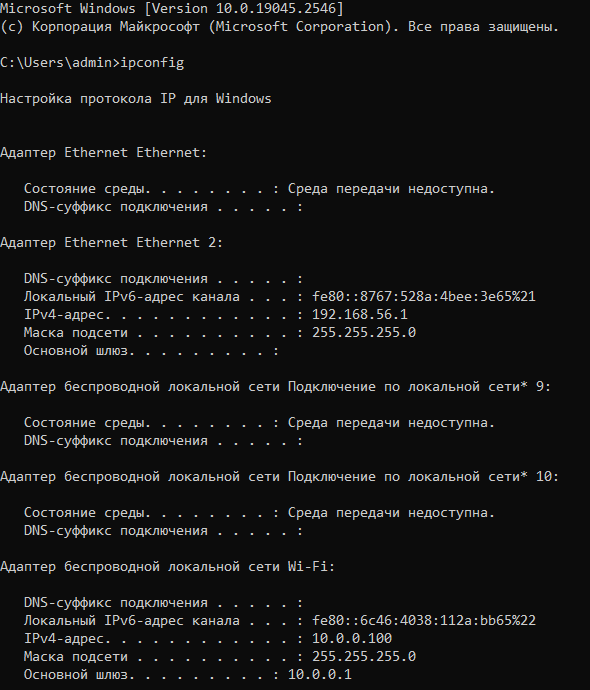 Microsoft Windows [Version 10.0.19045.2546]
(c) Корпорация Майкрософт (Microsoft Corporation). Все права защищены.
C:\Users\admin>ipconfig
Настройка протокола IP для Windows
Адаптер Ethernet Ethernet:
Состояние среды. . . . . . . . : Среда передачи недоступна.
DNS-суффикс подключения . . . . . :
Адаптер Ethernet Ethernet 2:
DNS-суффикс подключения . . . . . :
Локальный IPv6-адрес канала . . . : fe80::8767:528a:4bee:3e65%21
IPv4-адрес. . . . . . . . . . . . : 192.168.56.1
Маска подсети . . . . . . . . . . : 255.255.255.0
Основной шлюз. . . . . . . . . :
Адаптер беспроводной локальной сети Подключение по локальной сети* 9:
Состояние среды. . . . . . . . : Среда передачи недоступна.
DNS-суффикс подключения . . . . . :
Адаптер беспроводной локальной сети Подключение по локальной сети* 10:
Состояние среды. . . . . . . . : Среда передачи недоступна.
DNS-суффикс подключения . . . . . :
Адаптер беспроводной локальной сети Wi-Fi:
DNS-суффикс подключения . . . . . :
Локальный IPv6-адрес канала . . . : fe80::6c46:4038:112a:bb65%22
IPv4-адрес. . . . . . . . . . . . : 10.0.0.100
Маска подсети . . . . . . . . . . : 255.255.255.0
Основной шлюз. . . . . . . . . : 10.0.0.1